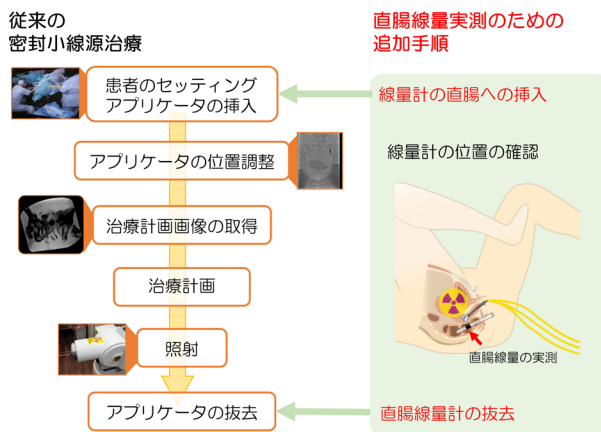 従来の
密封小線源治療
直腸線量実測のための
追加手順
患者のセッティング
アプリケータの挿入
線量計の直腸への挿入
アプリケータの位置調整
線量計の位置の確認
治療計画画像の取得
治療計画
照射
直腸線量の実測
アプリケータの抜去
直腸線量計の抜去